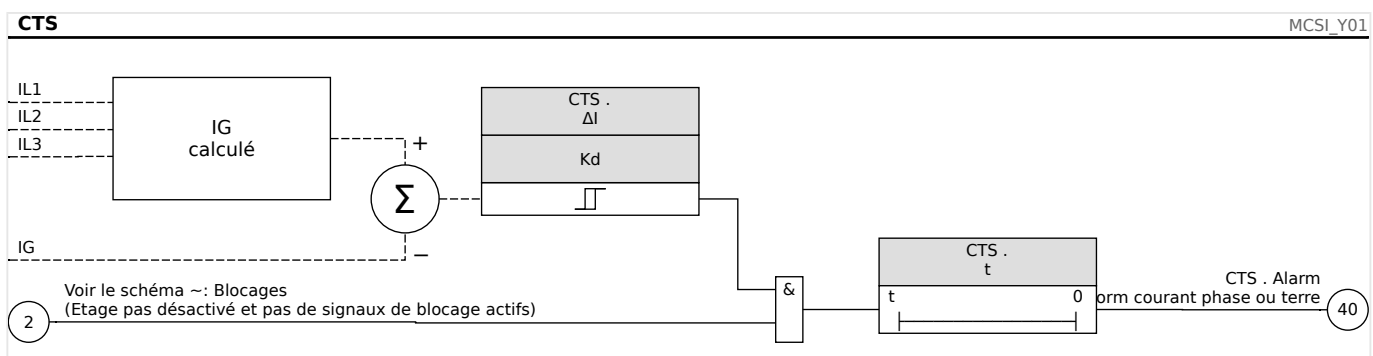 CTS
MCSI_Y01
IL1
IL2
IL3
IG
calculé
+
Σ
−
IG
CTS .
ΔI
Kd
Voir le schéma ~: Blocages
(Etage pas désactivé et pas de signaux de blocage actifs)
2
&
CTS .
t
t 0
CTS . Alarm
orm courant phase ou terre
40